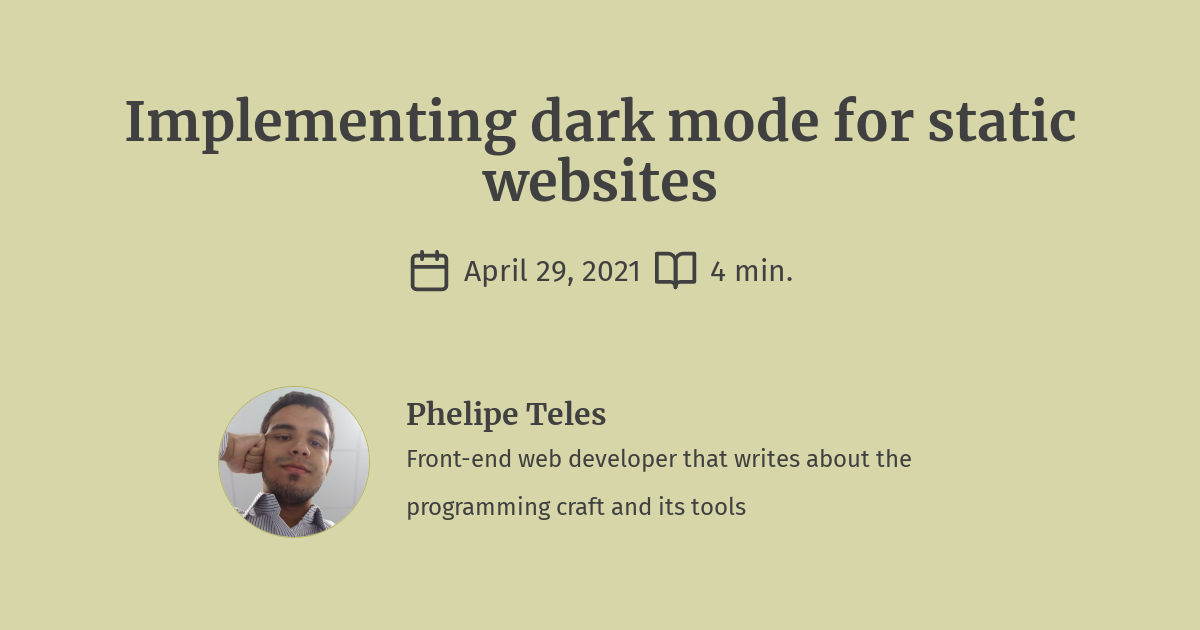 Implementing dark mode for static
websites
April 29, 2021 4 min.
Phelipe Teles
Front-end web developer that writes about the
programming craft and its tools